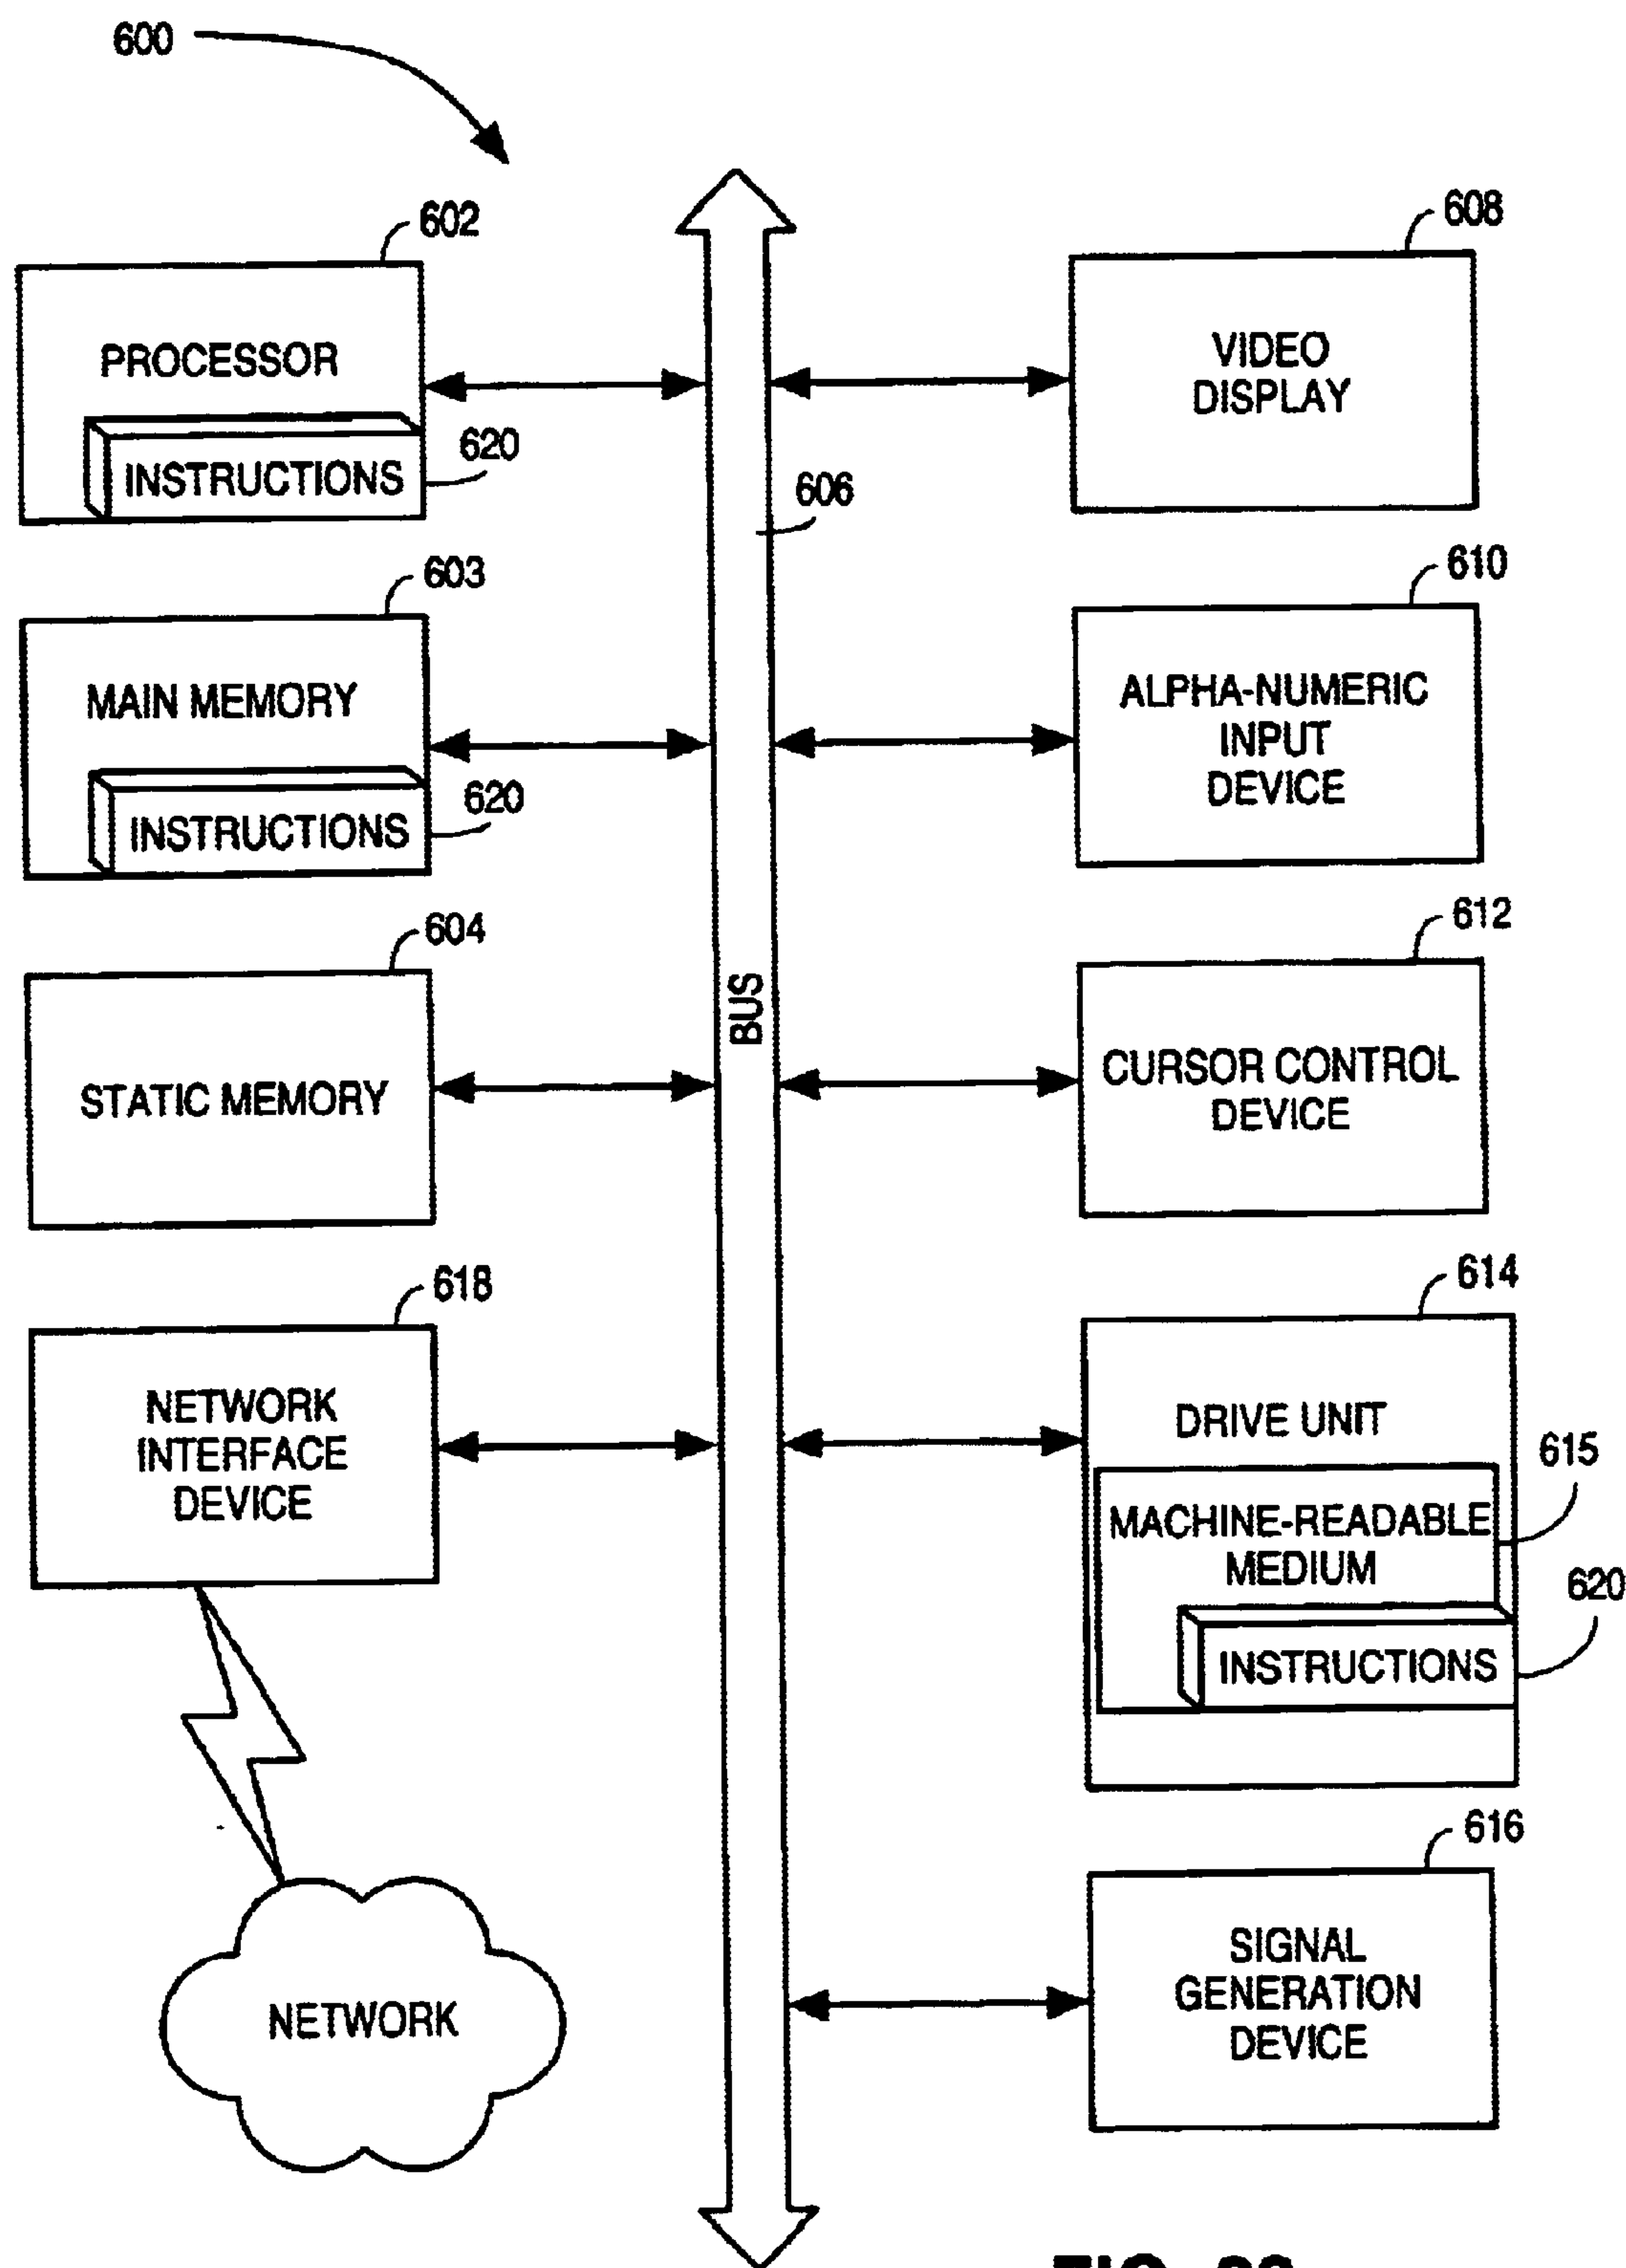 600
602
PROCESSOR
INSTRUCTIONS
620
603
MAIN MEMORY
INSTRUCTIONS
620
604
STATIC MEMORY
618
NETWORK
INTERFACE
DEVICE
NETWORK
606
BUS
608
VIDEO
DISPLAY
610
ALPHA-NUMERIC
INPUT
DEVICE
612
CURSOR CONTROL
DEVICE
614
DRIVE UNIT
615
MACHINE-READABLE
MEDIUM
620
INSTRUCTIONS
616
SIGNAL
GENERATION
DEVICE